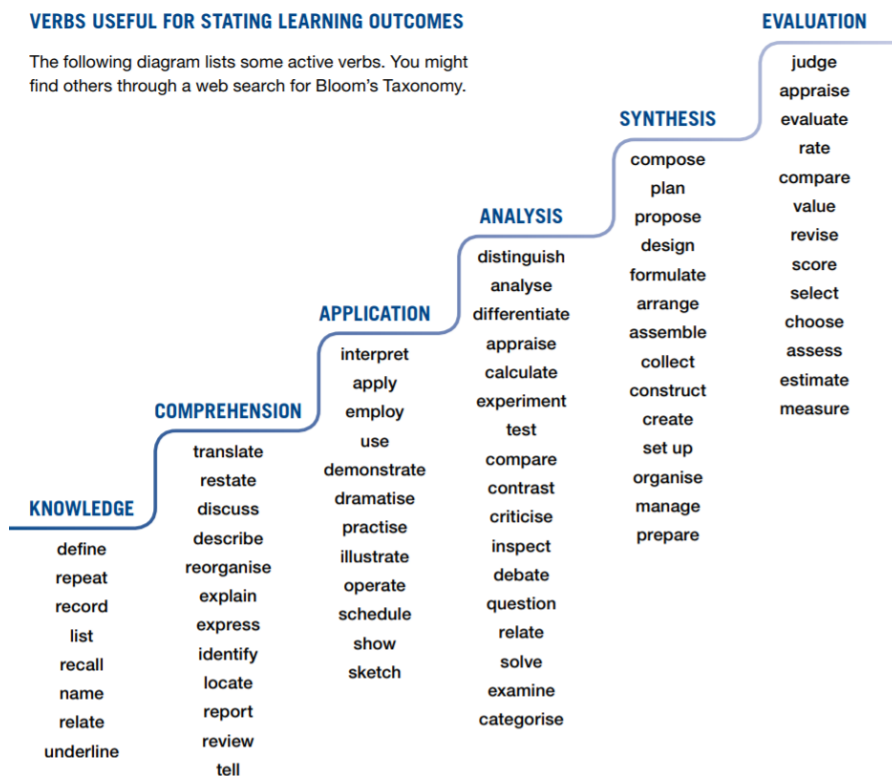 VERBS USEFUL FOR STATING LEARNING OUTCOMES
The following diagram lists some active verbs. You might
find others through a web search for Bloom's Taxonomy.
KNOWLEDGE
define
repeat
record
list
recall
name
relate
underline
COMPREHENSION
translate
restate
discuss
describe
reorganise
explain
express
identify
locate
report
review
tell
APPLICATION
interpret
apply
employ
use
demonstrate
dramatise
practise
illustrate
operate
schedule
show
sketch
ANALYSIS
distinguish
analyse
differentiate
appraise
calculate
experiment
test
compare
contrast
criticise
inspect
debate
question
relate
solve
examine
categorise
SYNTHESIS
compose
plan
propose
design
formulate
arrange
assemble
collect
construct
create
set up
organise
manage
prepare
EVALUATION
judge
appraise
evaluate
rate
compare
value
revise
score
select
choose
assess
estimate
measure